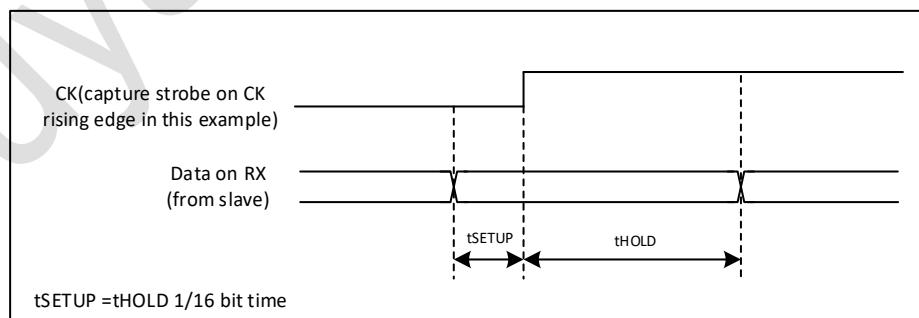 CK(capture strobe on CK
rising edge in this example)
Data on RX
(from slave)
tSETUP
tHOLD
tSETUP =tHOLD 1/16 bit time